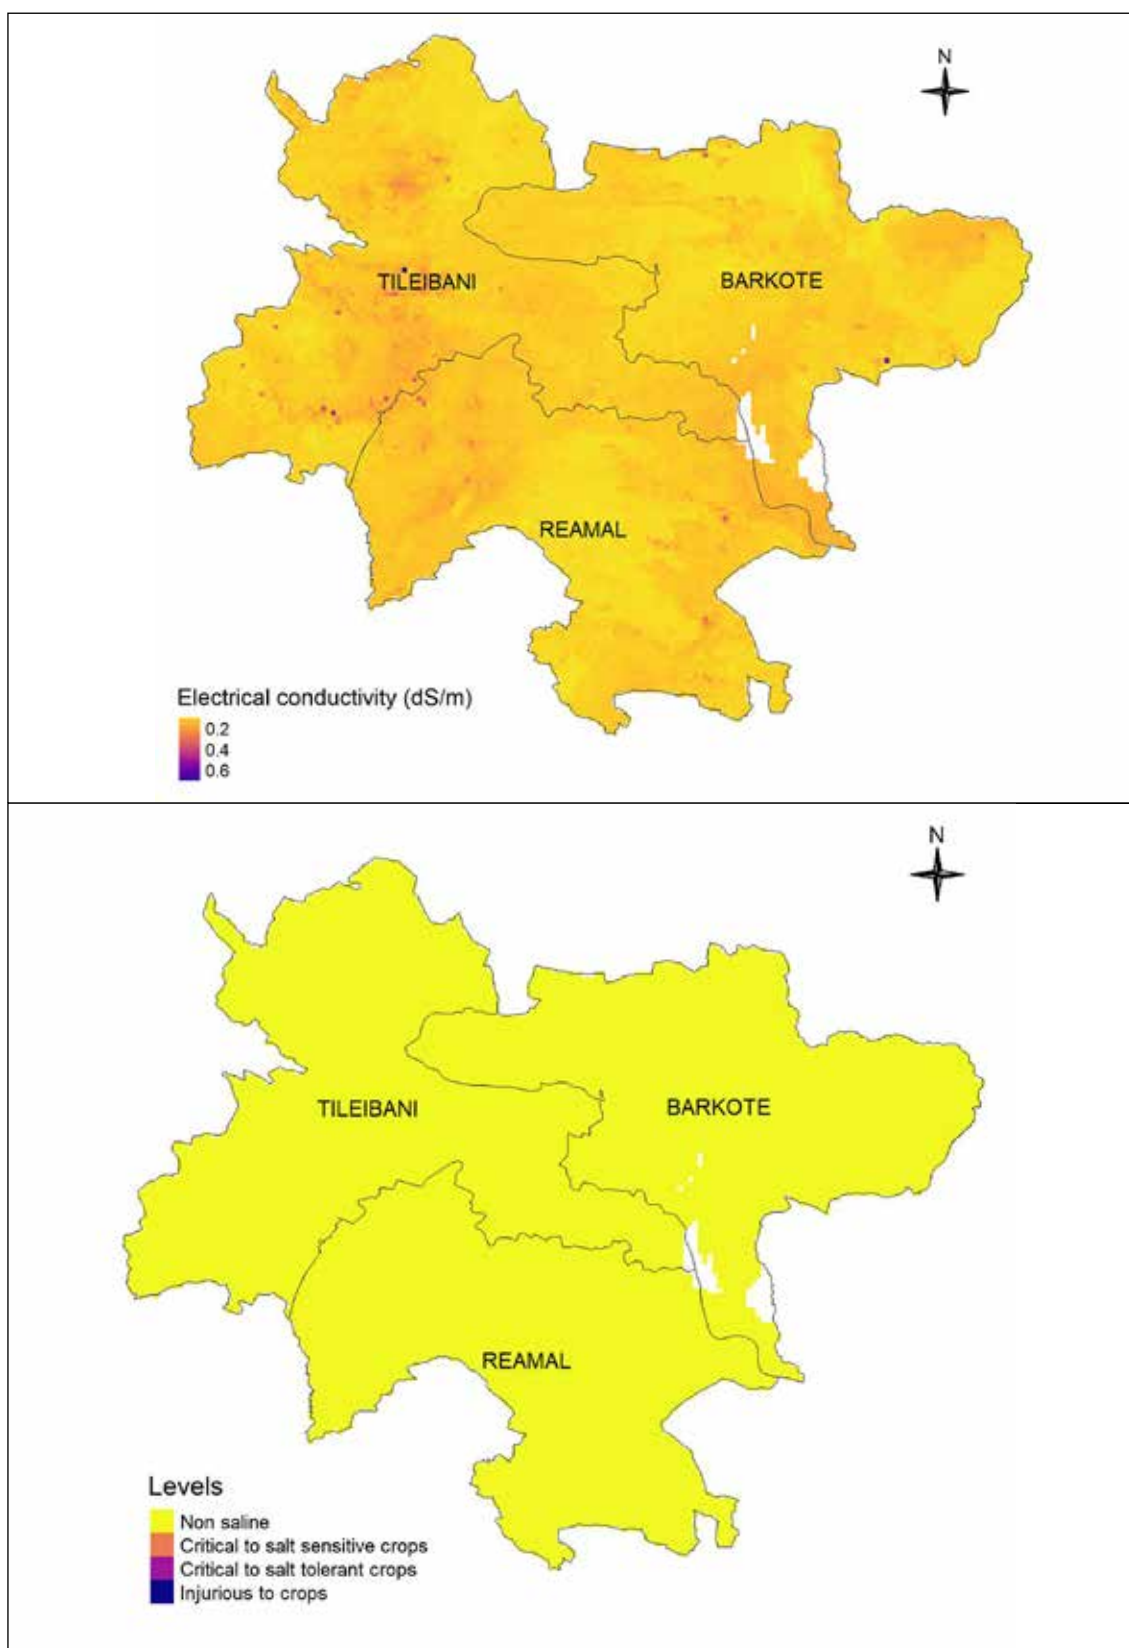 N
TILEIBANI
BARKOTE
REAMAL
Electrical conductivity (dS/m)
0.2
0.4
0.6
N
TILEIBANI
BARKOTE
REAMAL
Levels
Non saline
Critical to salt sensitive crops
Critical to salt tolerant crops
Injurious to crops